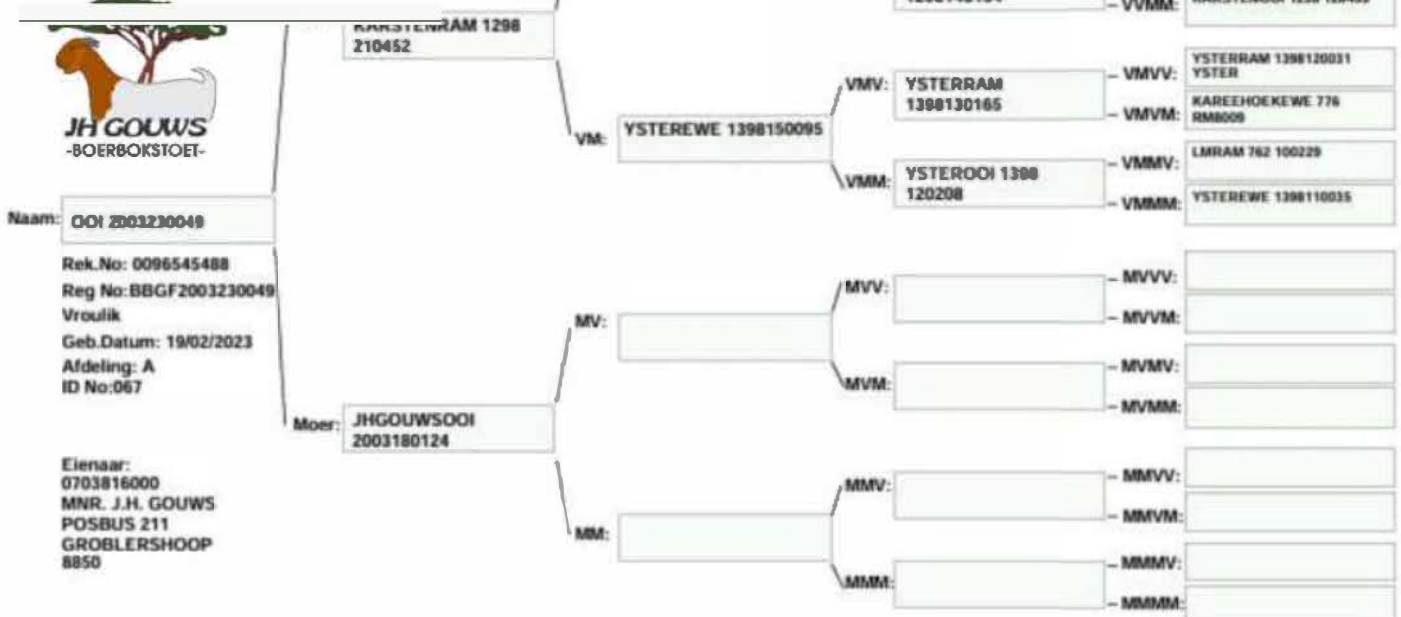 JH GOUWS
-BOERBOKSTOET-
Naam: OOI 2003230049
Rek.No: 0096545488
Reg No:BBGF2003230049
Vroulik
Geb.Datum: 19/02/2023
Afdeling: A
ID No:067
Eienaar:
0703816000
MNR. J.H. GOUWS
POSBUS 211
GROBLERSHOOP
8850
KARSTENRAM 1298
210452
Moer: JHGOUWSOOI
2003180124
VM: YSTEREWE 1398150095
MV:
MM:
VMV: YSTERRAM
1398130165
VMM: YSTEROOI 1398
120208
MVV:
MVM:
MMV:
MMM:
VVMM:
VMVV: YSTERRAM 1398120031
YSTER
VMVM: KAREEHOEKEWE 776
RM8009
VMMV: LMRAM 762 100229
VMMM: YSTEREWE 1398110035
MVVV:
MVVM:
MVMV:
MVMM:
MMVV:
MMVM:
MMMV:
MMMM: